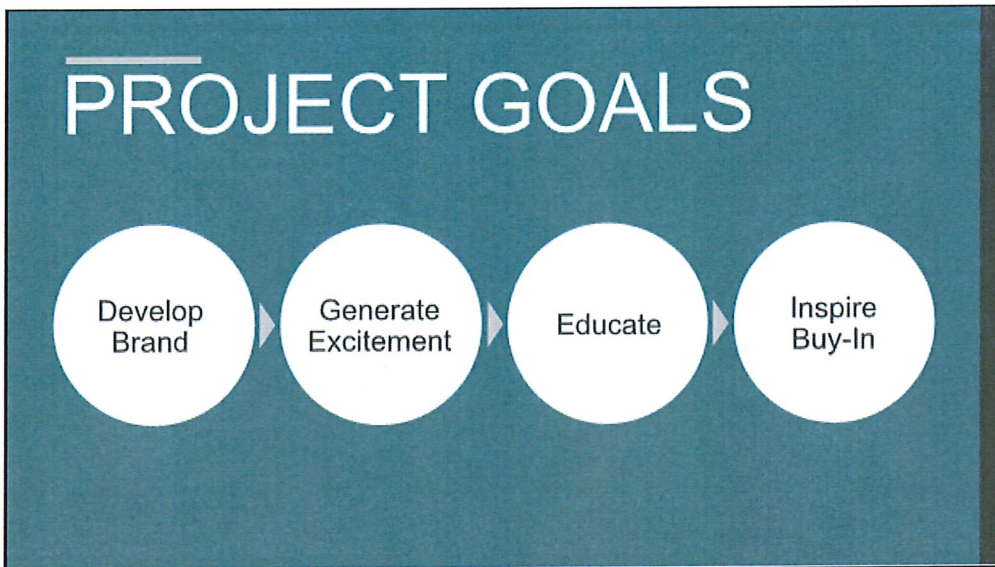 PROJECT GOALS
Develop
Brand
Generate
Excitement
Educate
Inspire
Buy-In